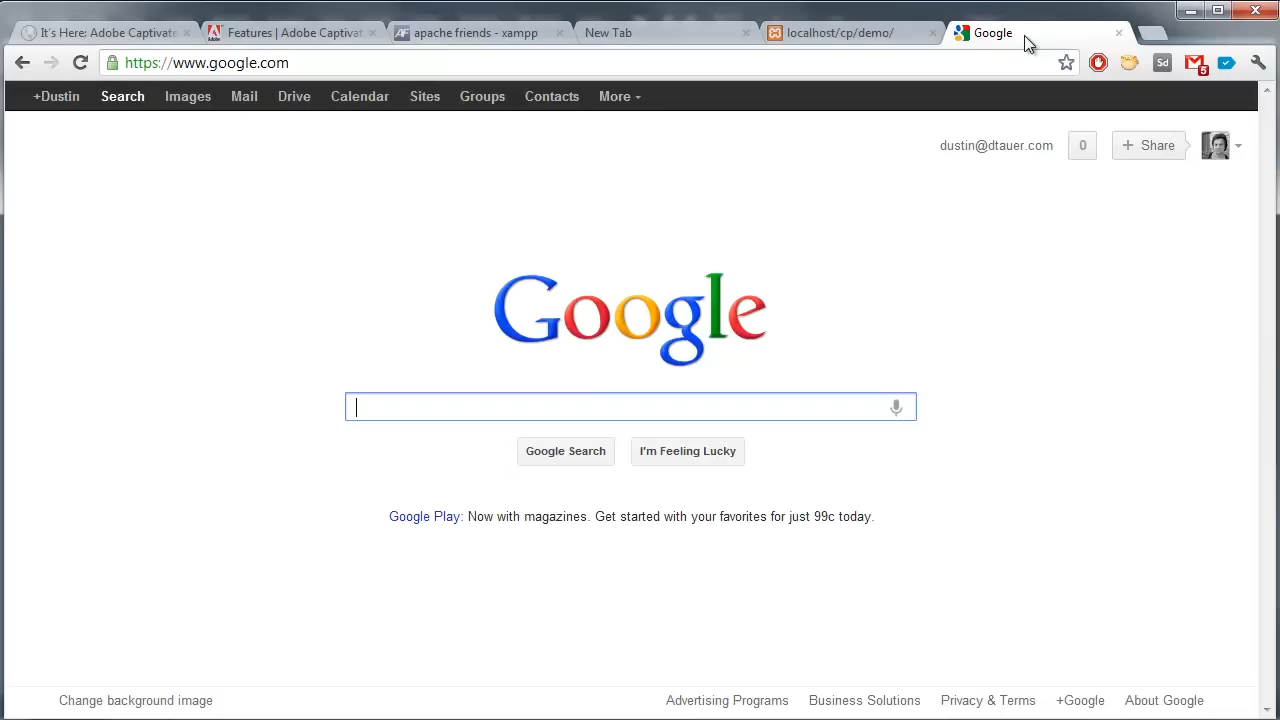 It's Here: Adobe Captivate
Features | Adobe Captivat
AF apache friends - xampp
New Tab
localhost/cp/demo/
Google
https://www.google.com
Sd
5
+Dustin Search Images Mail Drive Calendar Sites Groups Contacts More
dustin@dtauer.com 0 + Share
Google
Google Search I'm Feeling Lucky
Google Play: Now with magazines. Get started with your favorites for just 99c today.
Change background image Advertising Programs Business Solutions Privacy & Terms +Google About Google